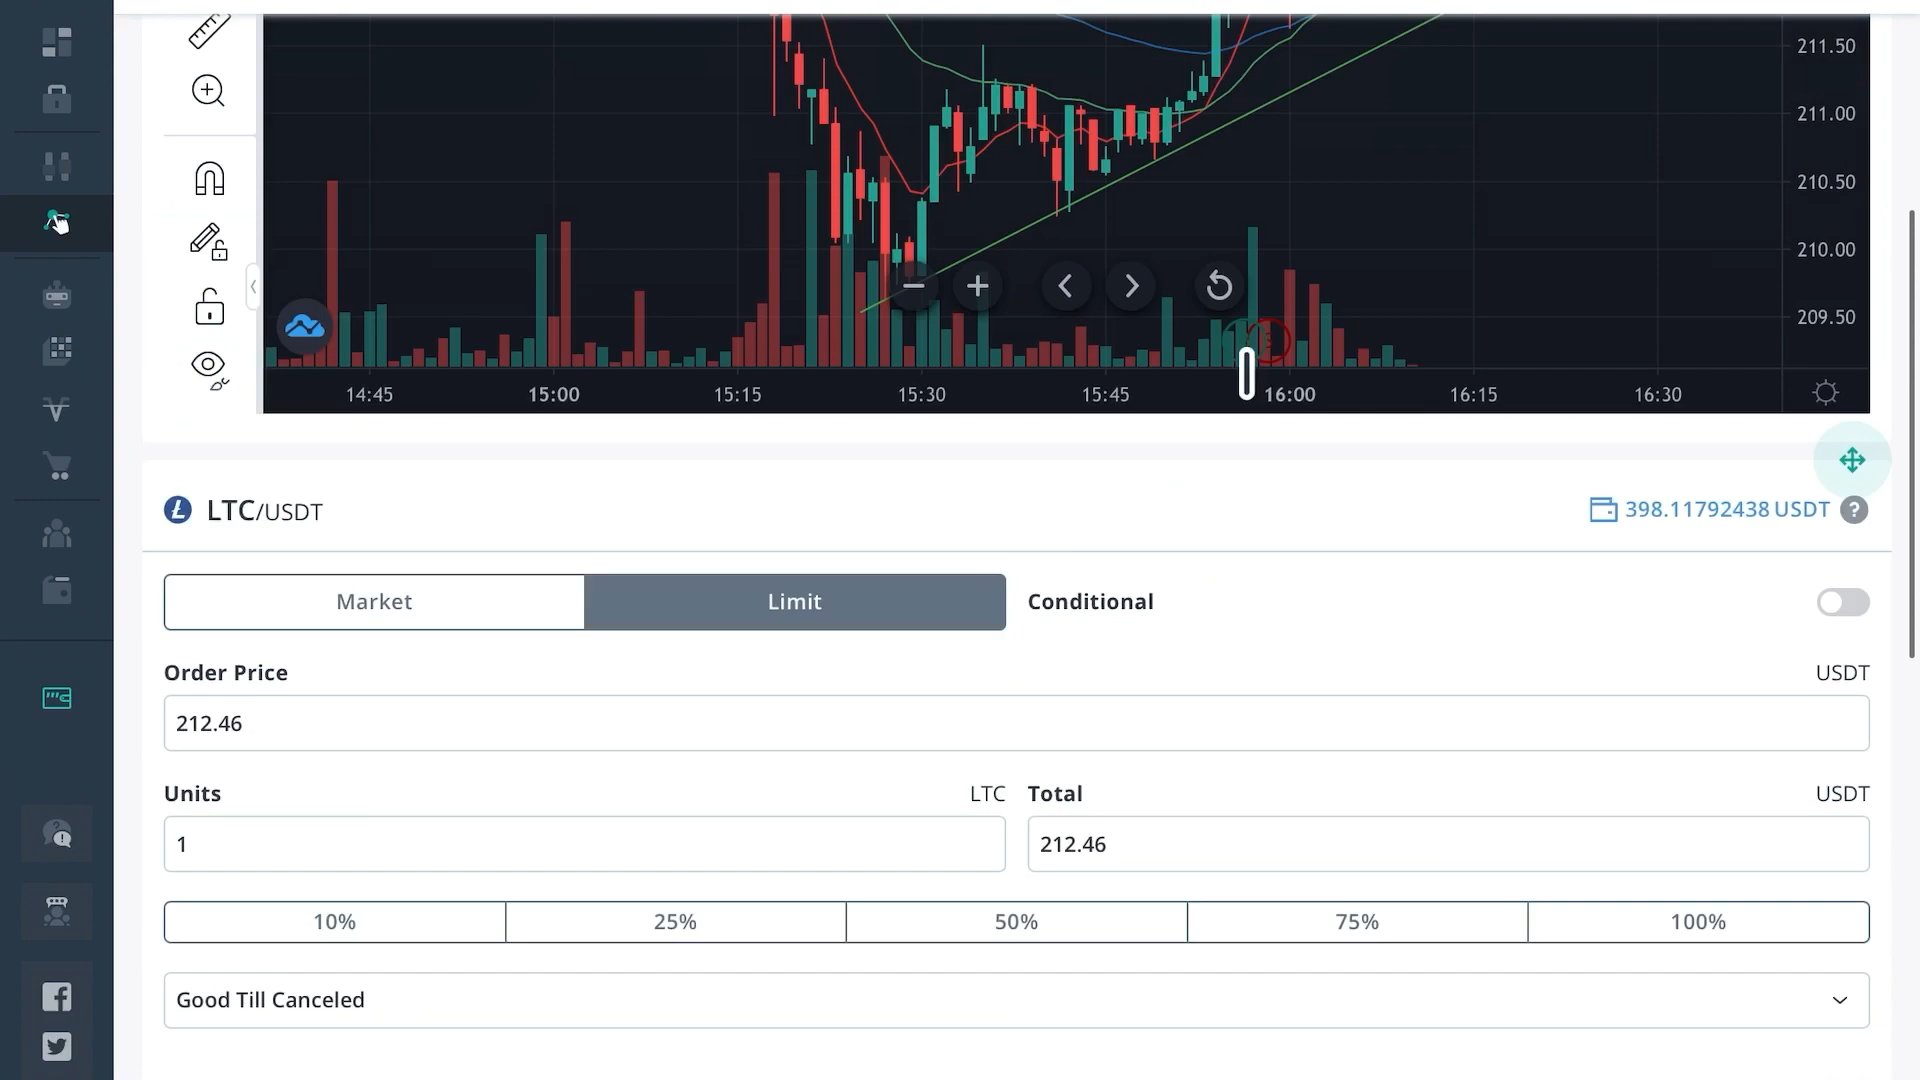 211.50
211.00
210.50
210.00
209.50
14:45 15:00 15:15 15:30 15:45 16:00 16:15 16:30
LTC/USDT
398.11792438 USDT ?
Market Limit Conditional
Order Price USDT
212.46
Units LTC Total USDT
1 212.46
10% 25% 50% 75% 100%
Good Till Canceled